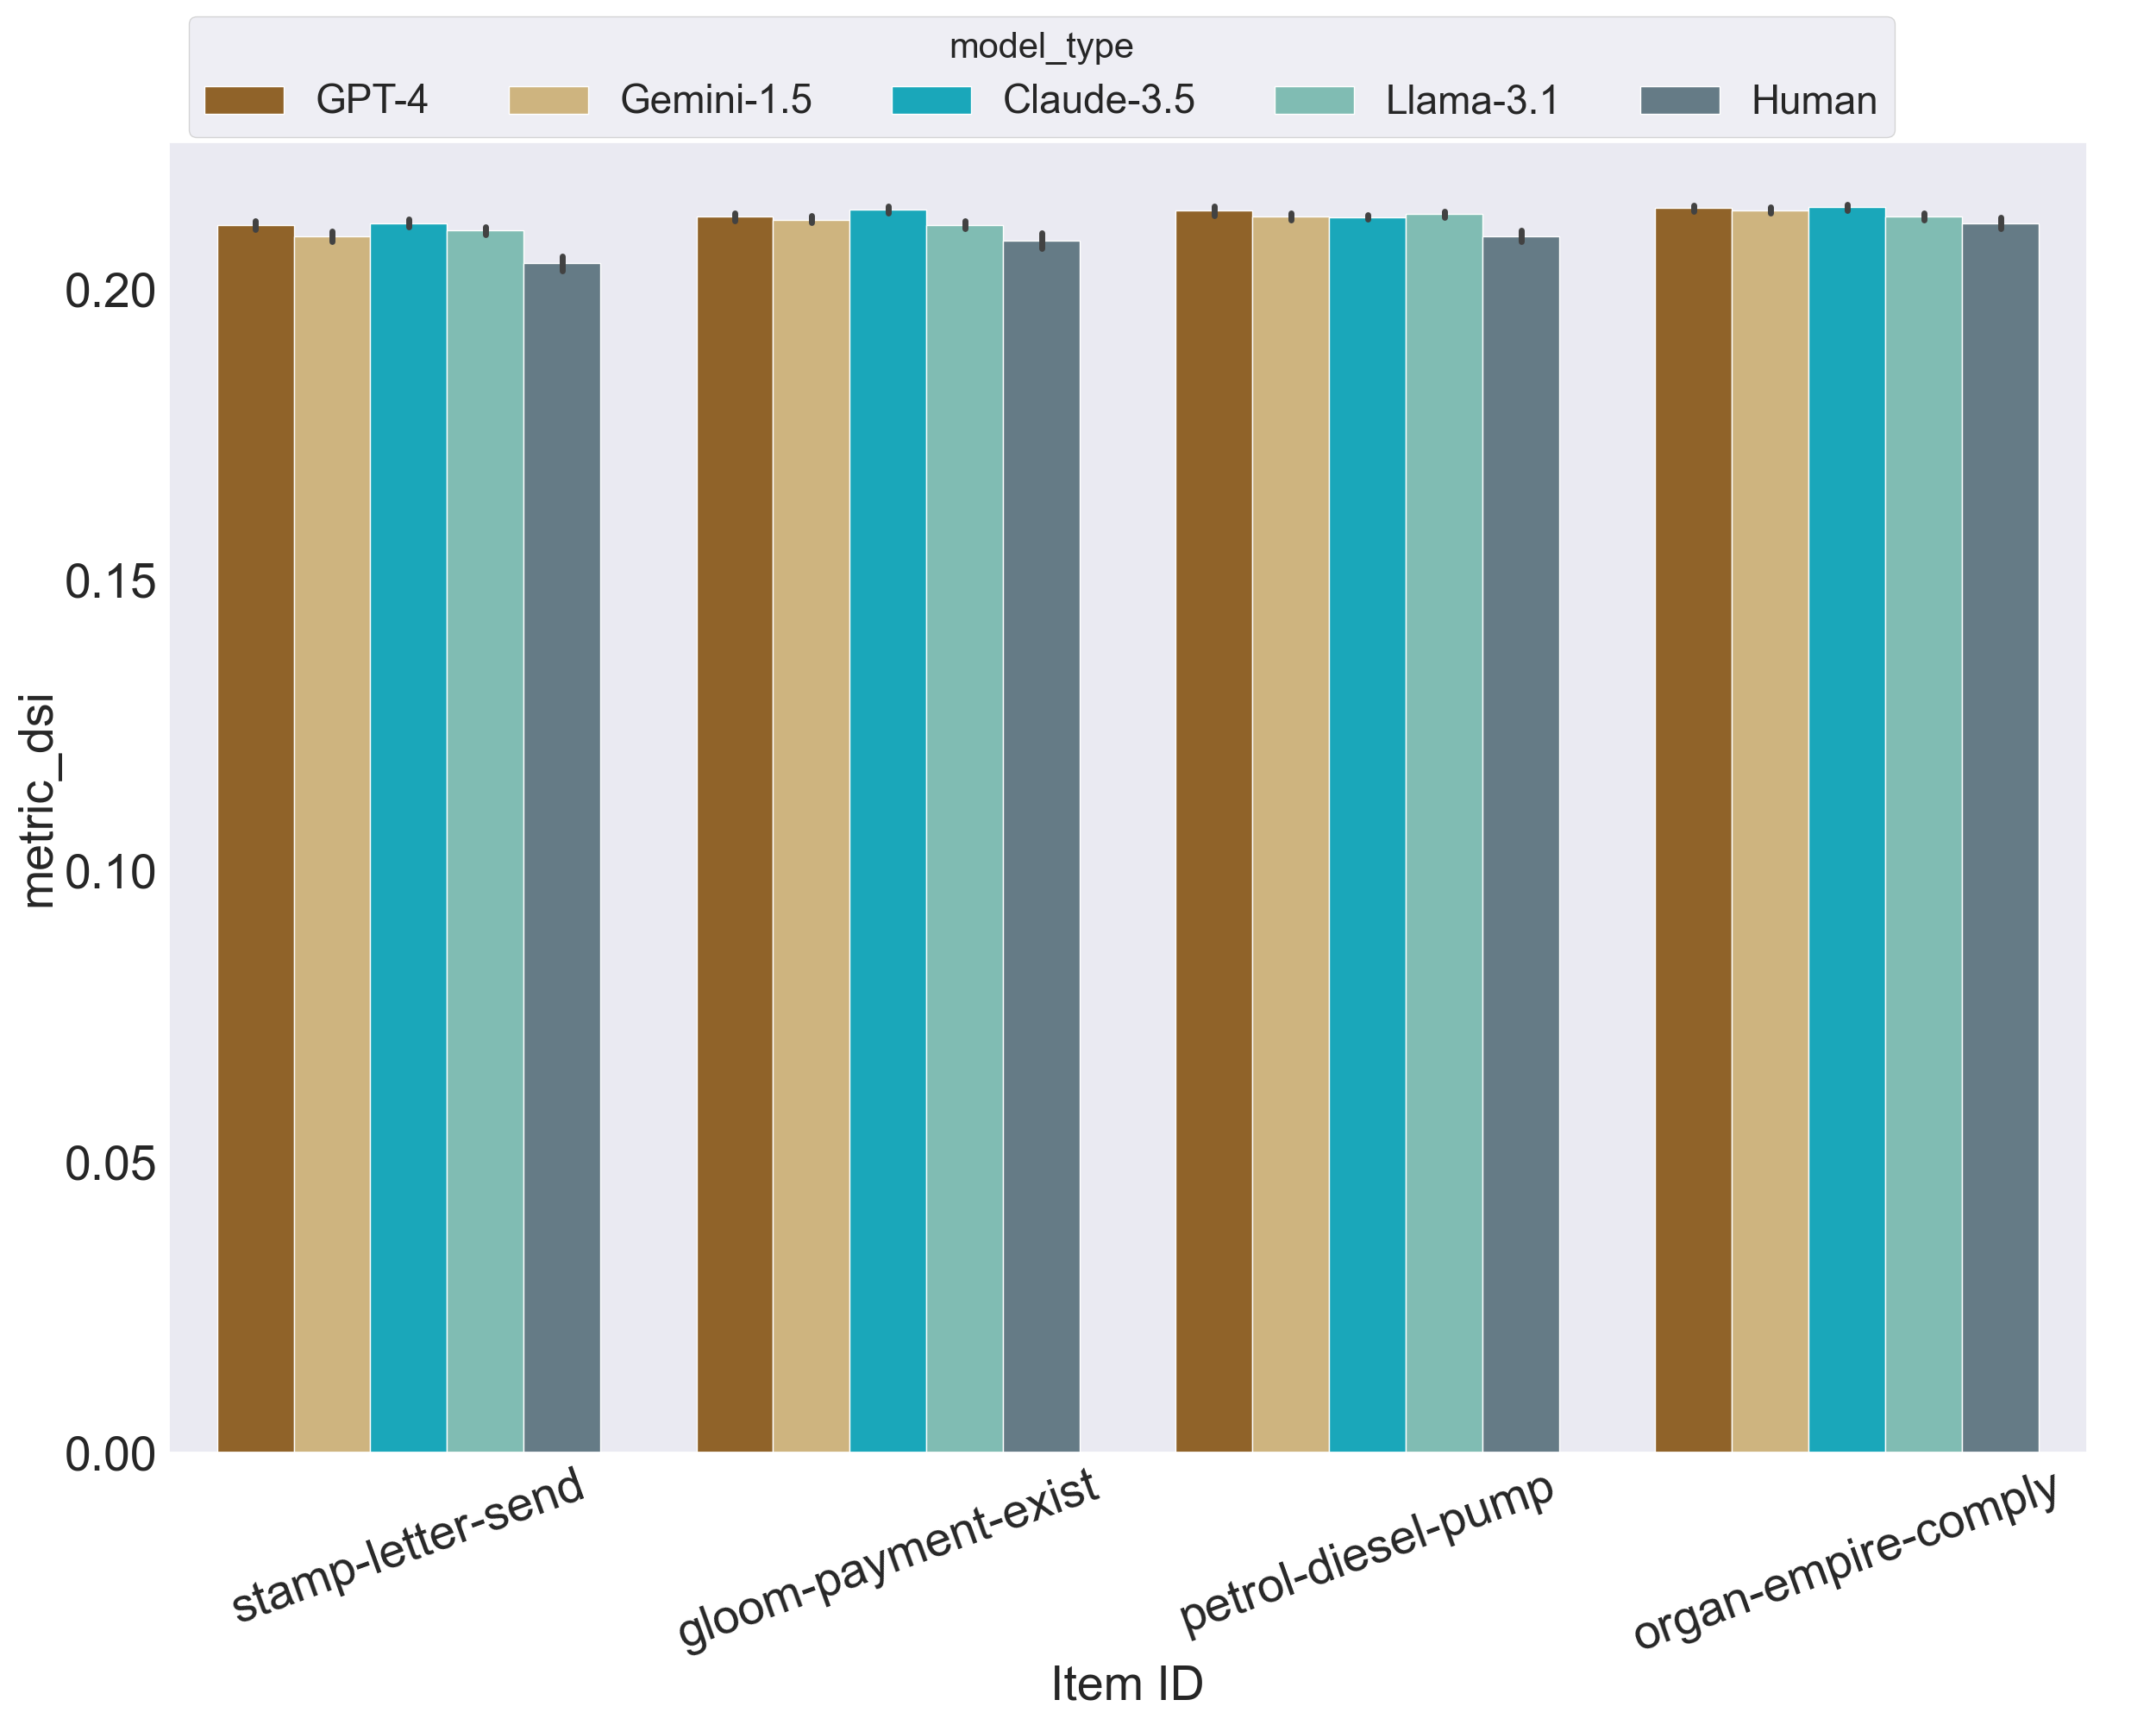 model_type
GPT-4 Gemini-1.5 Claude-3.5 Llama-3.1 Human
metric_dsi
0.20
0.15
0.10
0.05
0.00
stamp-letter-send
gloom-payment-exist
petrol-diesel-pump
organ-empire-comply
Item ID